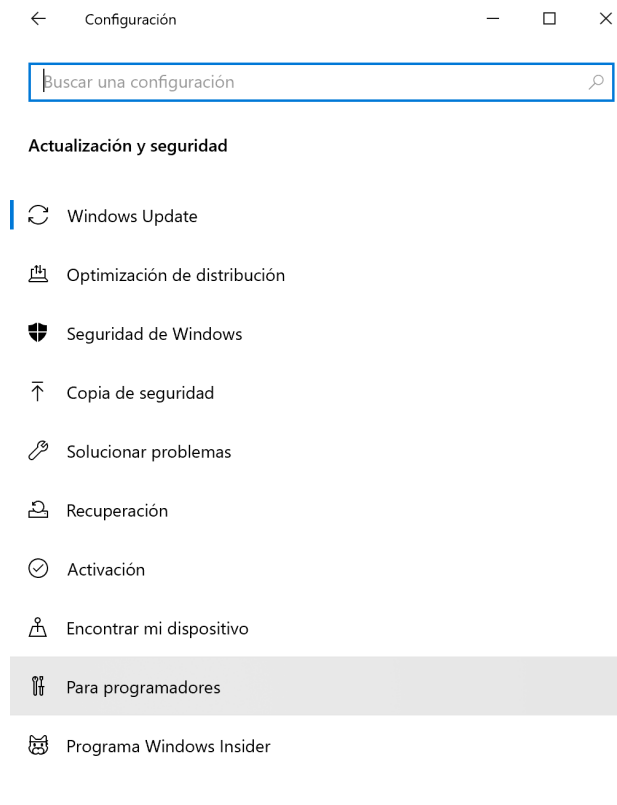 Configuración
Buscar una configuración
Actualización y seguridad
Windows Update
Optimización de distribución
Seguridad de Windows
Copia de seguridad
Solucionar problemas
Recuperación
Activación
Encontrar mi dispositivo
Para programadores
Programa Windows Insider